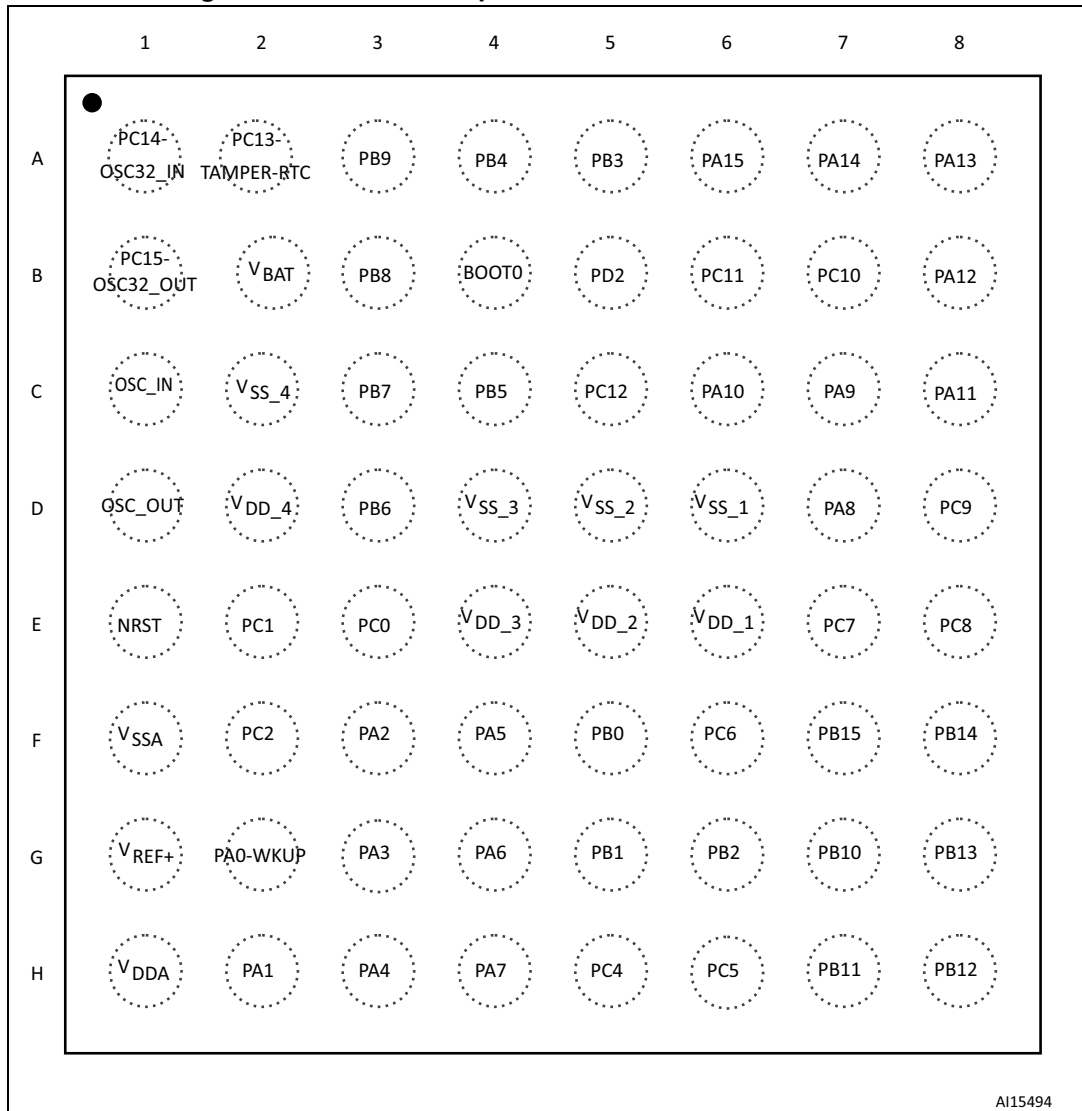 1 2 3 4 5 6 7 8
A PC14-OSC32_IN PC13-TAMPER-RTC PB9 PB4 PB3 PA15 PA14 PA13
B PC15-OSC32_OUT VBAT PB8 BOOT0 PD2 PC11 PC10 PA12
C OSC_IN VSS_4 PB7 PB5 PC12 PA10 PA9 PA11
D OSC_OUT VDD_4 PB6 VSS_3 VSS_2 VSS_1 PA8 PC9
E NRST PC1 PC0 VDD_3 VDD_2 VDD_1 PC7 PC8
F VSSA PC2 PA2 PA5 PB0 PC6 PB15 PB14
G VREF+ PA0-WKUP PA3 PA6 PB1 PB2 PB10 PB13
H VDDA PA1 PA4 PA7 PC4 PC5 PB11 PB12
AI15494